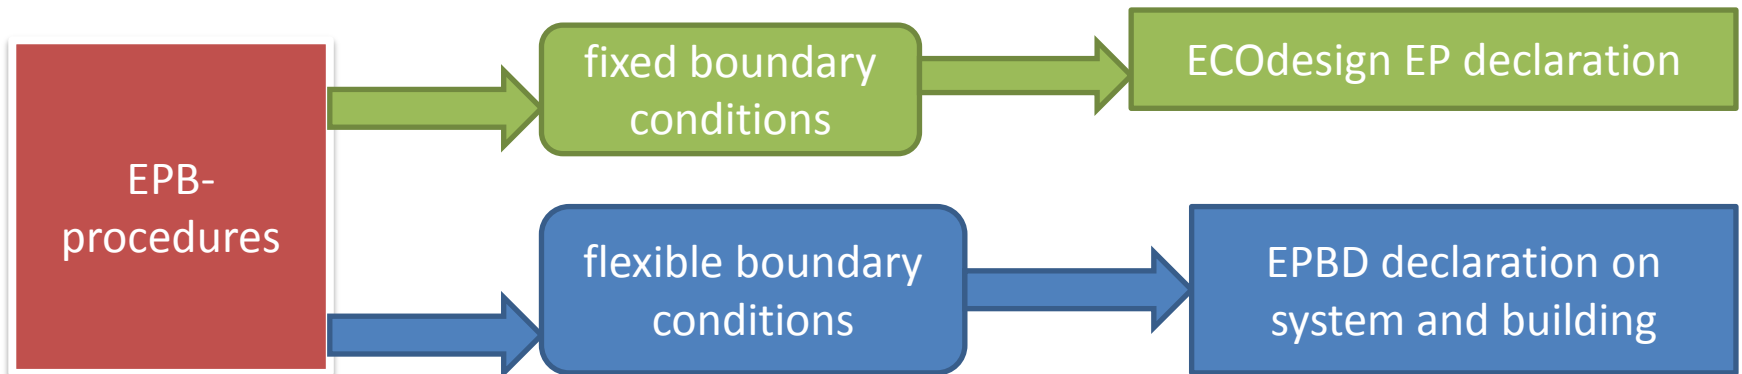 EPB-
procedures
fixed boundary
conditions
ECOdesign EP declaration
flexible boundary
conditions
EPBD declaration on
system and building